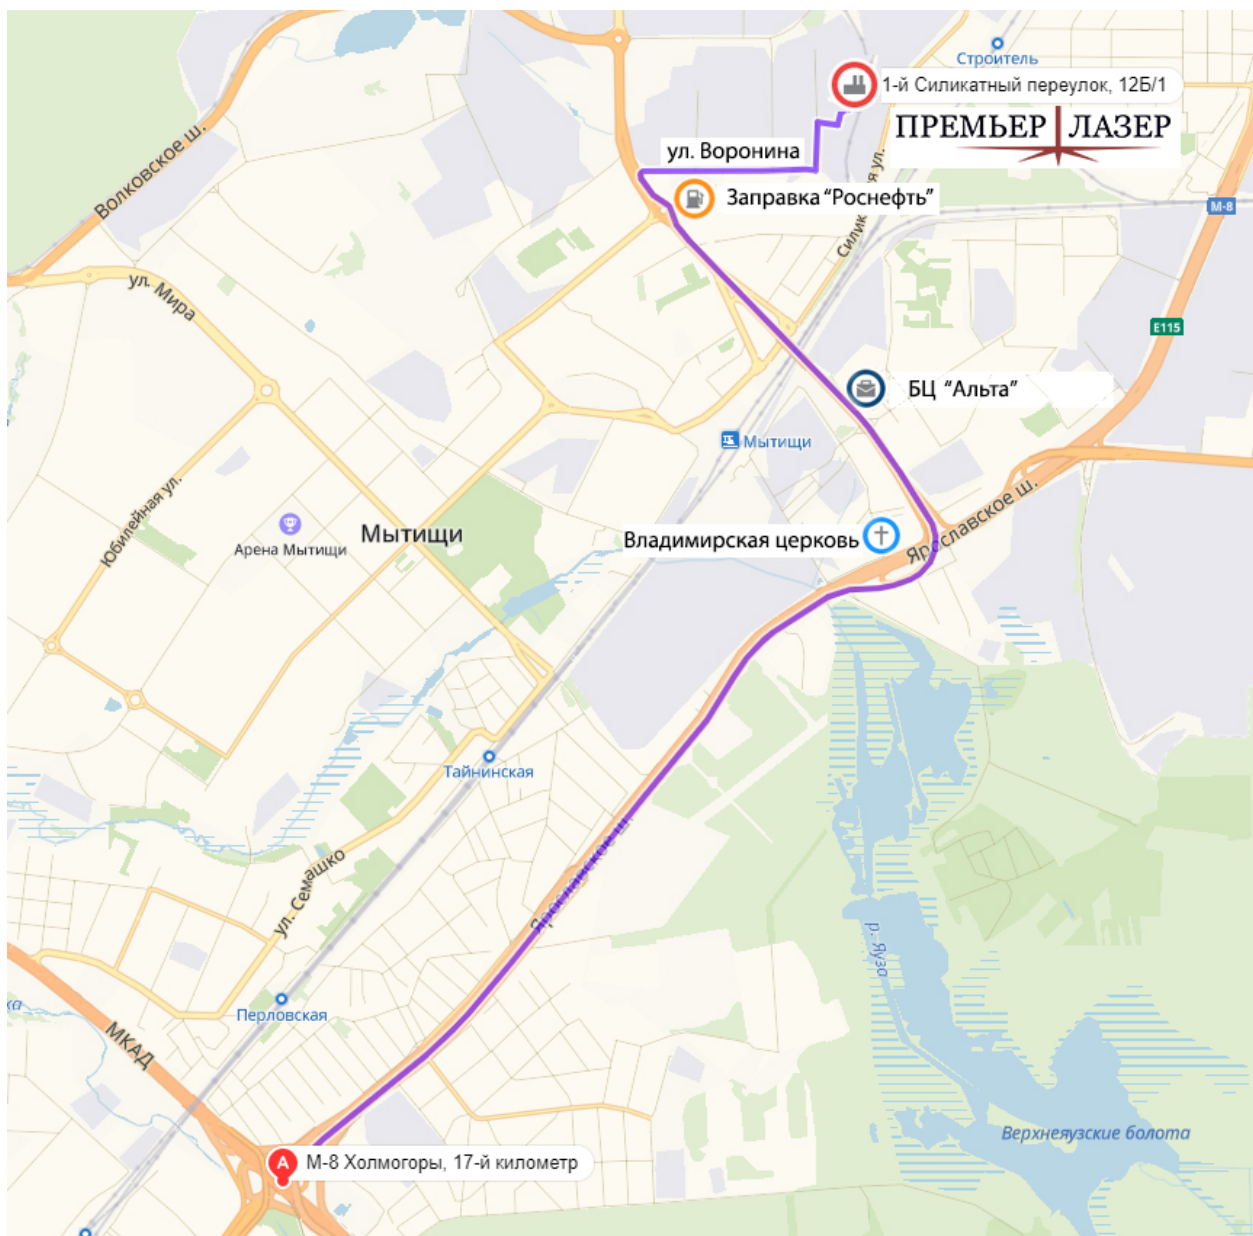 Строитель
1-й Силикатный переулок, 12Б/1
ПРЕМЬЕР ЛАЗЕР
ул. Воронина
Волковское ш.
Заправка “Роснефть”
М-8
ул. Мира
E115
БЦ “Альта”
Мытищи
Юбилейная ул.
Арена Мытищи
Мытищи
Владимирская церковь
Ярославское ш.
Тайнинская
Ярославское ш.
ул. Семашко
р. Яуза
Перловская
МКАД
Верхнеяузские болота
А
М-8 Холмогоры, 17-й километр